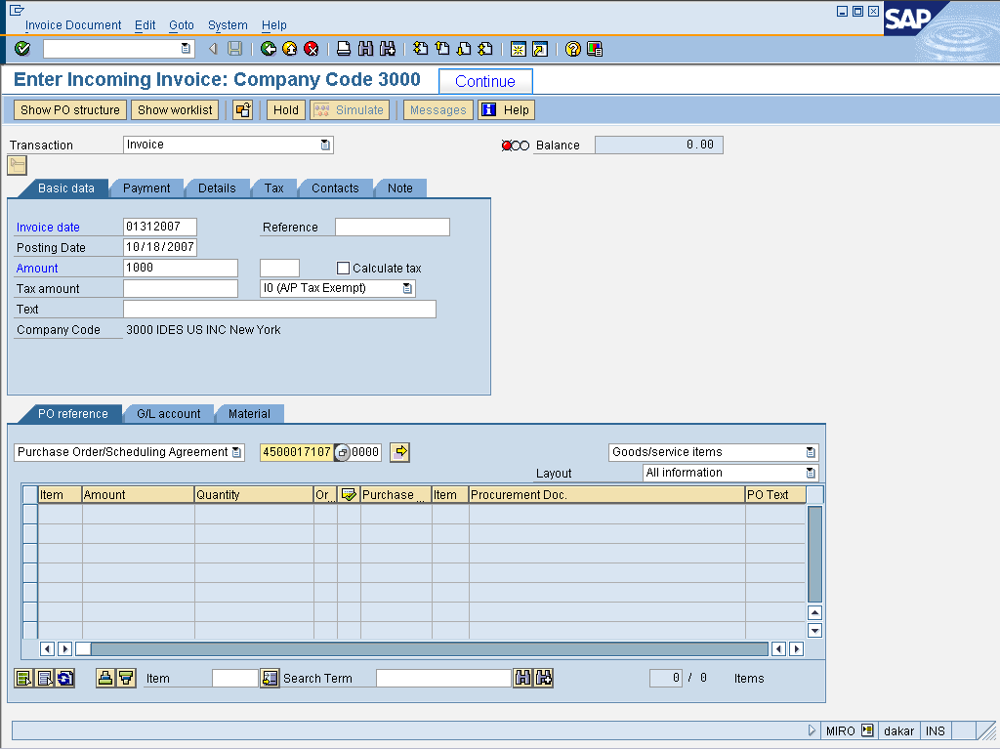 Invoice Document Edit Goto System Help
SAP
Enter Incoming Invoice: Company Code 3000 Continue
Show PO structure Show worklist Hold Simulate Messages Help
Transaction Invoice Balance 0.00
Basic data Payment Details Tax Contacts Note
Invoice date 01312007 Reference
Posting Date 10/18/2007
Amount 1000 Calculate tax
Tax amount I0 (A/P Tax Exempt)
Text
Company Code 3000 IDES US INC New York
PO reference G/L account Material
Purchase Order/Scheduling Agreement 4500017107 0000 Goods/service items
Layout All information
Item Amount Quantity Or... Purchase ... Item Procurement Doc. PO Text
Item Search Term 0 / 0 Items
MIRO dakar INS